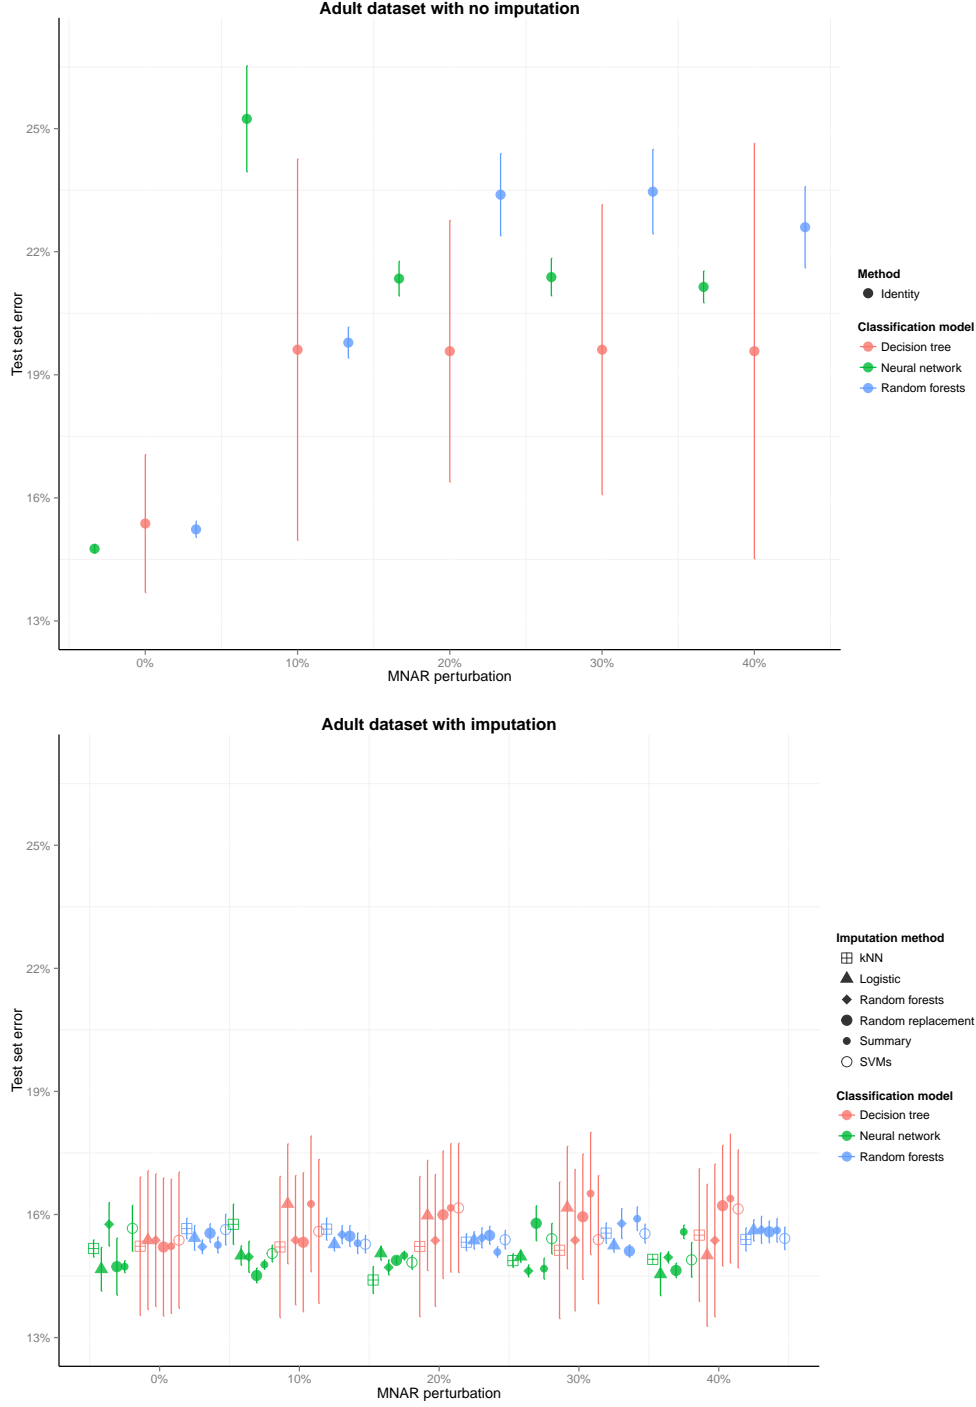 Adult dataset with no imputation
25%
22%
19%
16%
13%
Test set error
0%
10%
20%
30%
40%
MNAR perturbation
Method
Identity
Classification model
Decision tree
Neural network
Random forests
Adult dataset with imputation
25%
22%
19%
16%
13%
Test set error
0%
10%
20%
30%
40%
MNAR perturbation
Imputation method
kNN
Logistic
Random forests
Random replacement
Summary
SVMs
Classification model
Decision tree
Neural network
Random forests